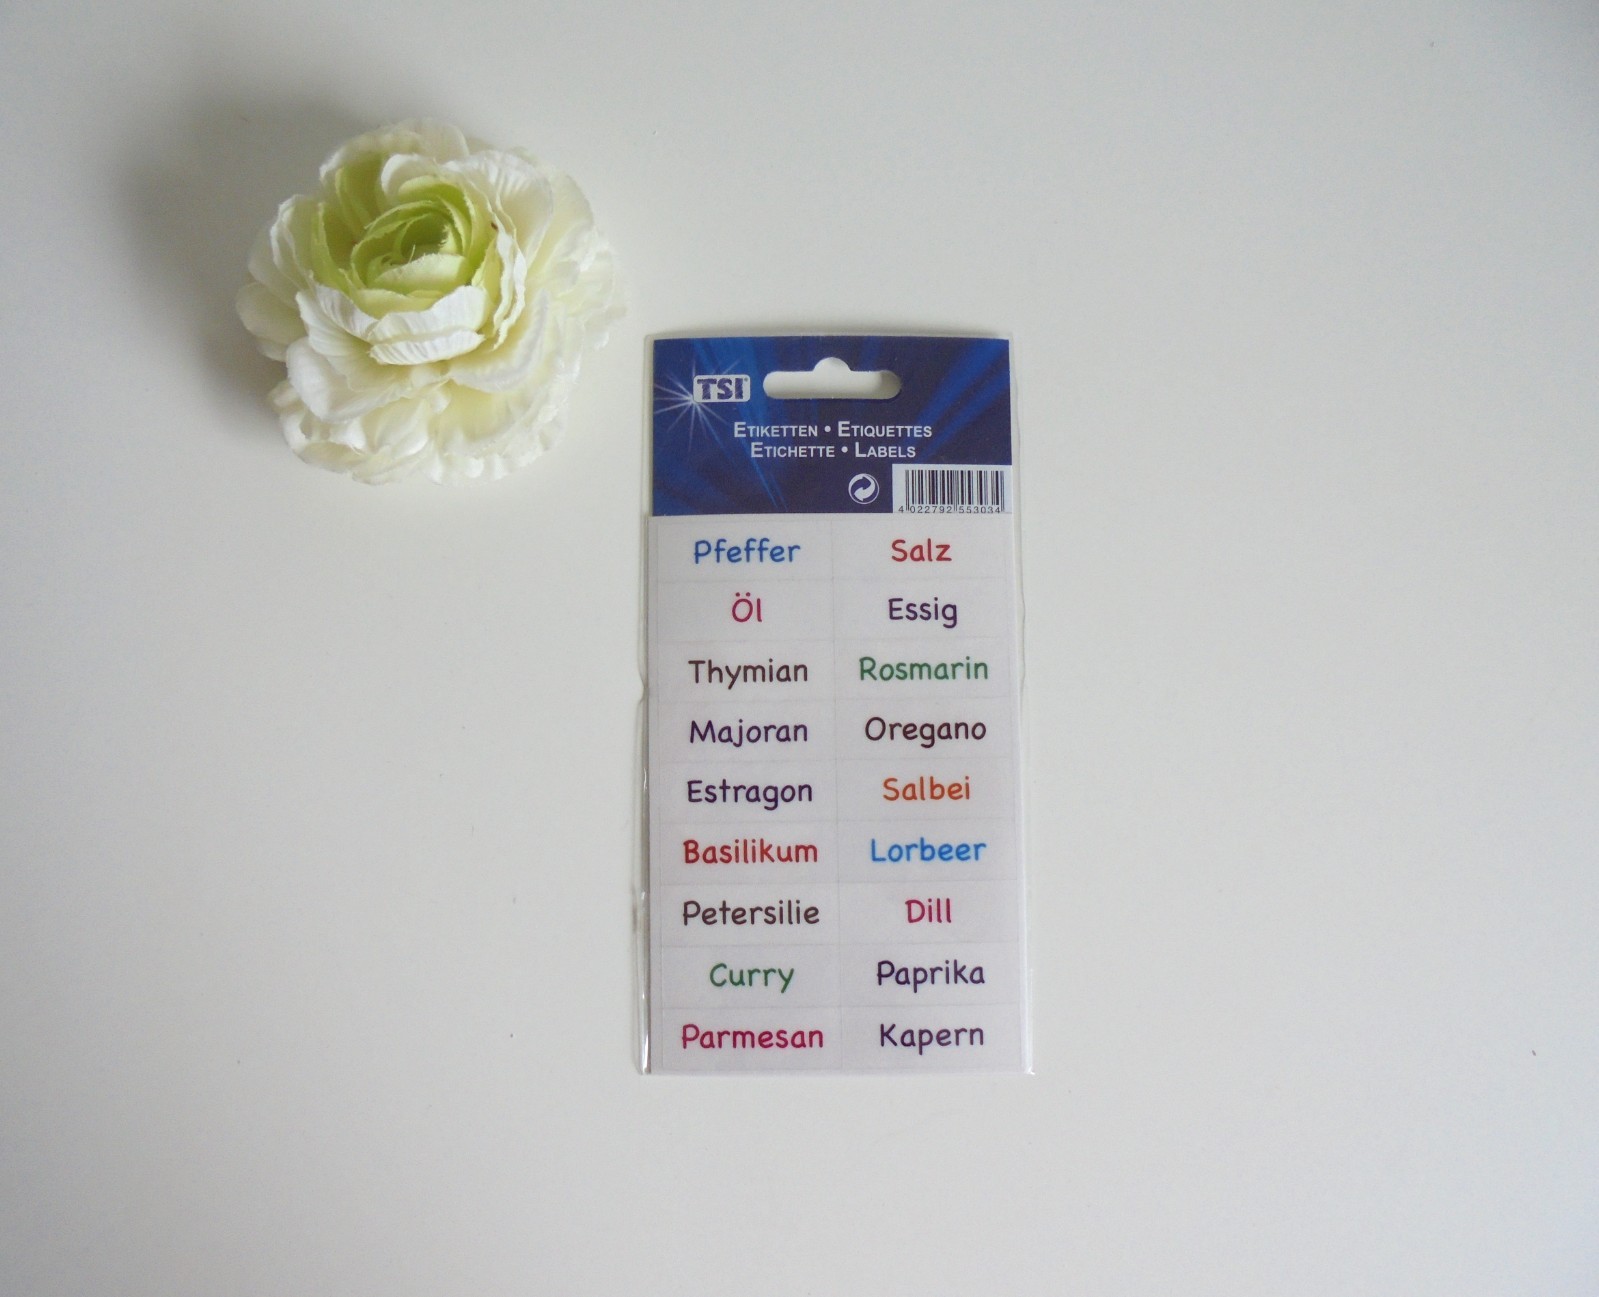 TSI
ETIKETTEN • ETIQUETTES
ETICHETTE • LABELS
4 022792 553034
Pfeffer Salz
Öl Essig
Thymian Rosmarin
Majoran Oregano
Estragon Salbei
Basilikum Lorbeer
Petersilie Dill
Curry Paprika
Parmesan Kapern